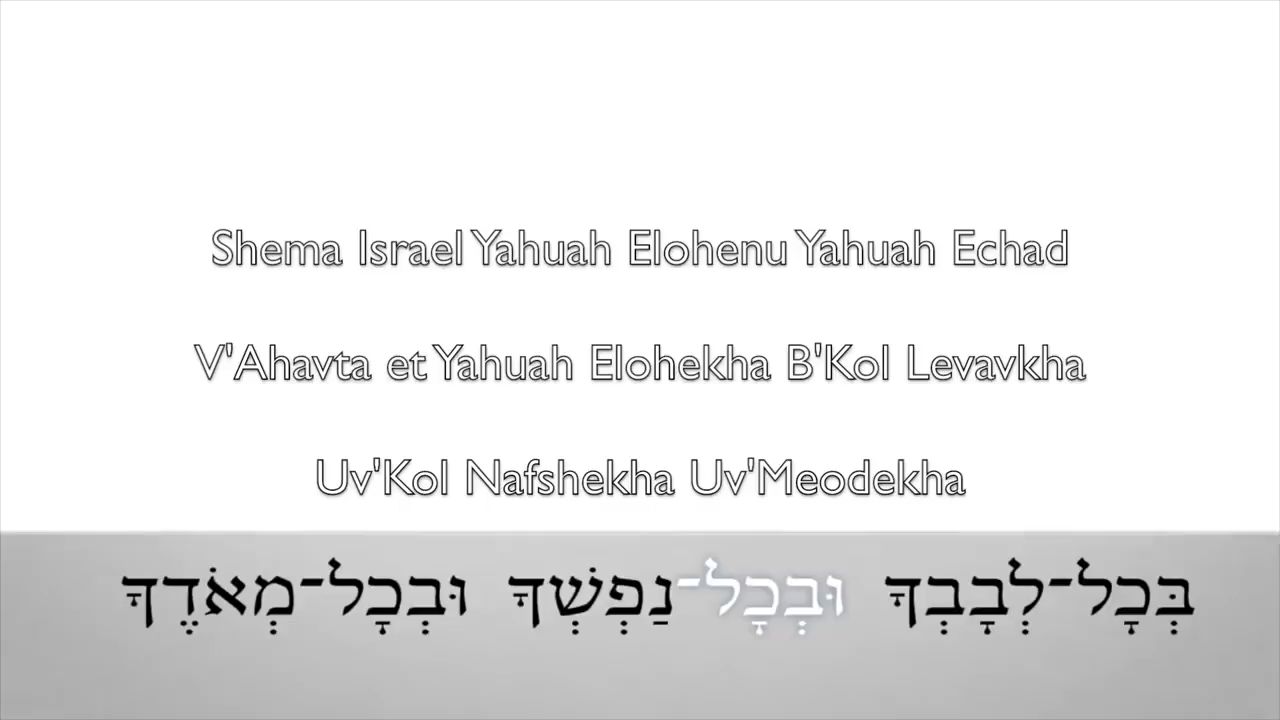 Shema Israel Yahuah Elohenu Yahuah Echad
V'Ahavta et Yahuah Elohekha B'Kol Levavkha
Uv'Kol Nafshekha Uv'Meodekha
בְּכָל־לְבָבְךָ וּבְכָל־נַפְשְׁךָ וּבְכָל־מְאֹדֶךָ